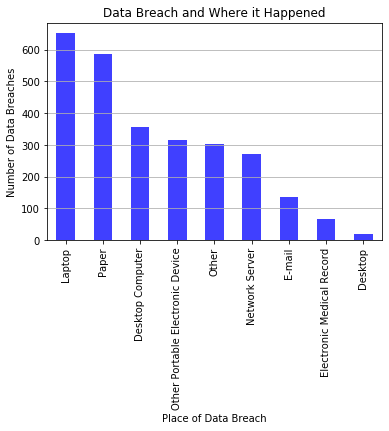 Data Breach and Where it Happened
Number of Data Breaches
600
500
400
300
200
100
0
Laptop
Paper
Desktop Computer
Other Portable Electronic Device
Other
Network Server
E-mail
Electronic Medical Record
Desktop
Place of Data Breach